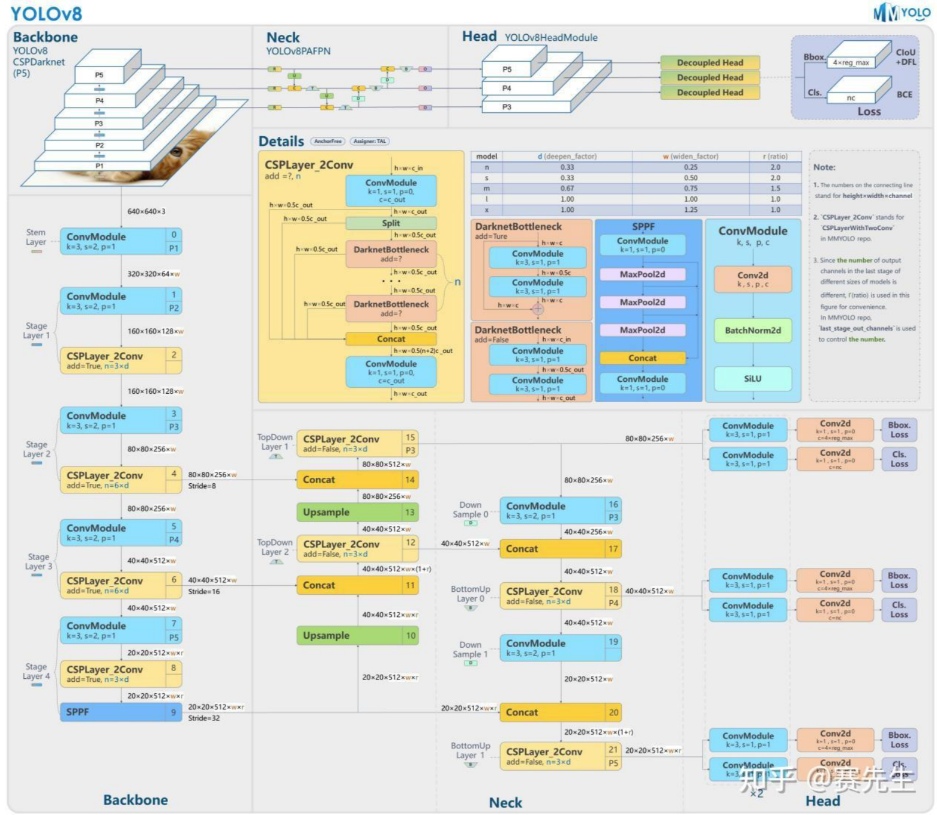 YOLOv8
MMYOLO
Backbone
YOLOv8
CSPDarknet
(P5)
P5
P4
P3
P2
P1
Neck
YOLOv8PAFPN
Head YOLOv8HeadModule
P5
P4
P3
Decoupled Head
Decoupled Head
Decoupled Head
Bbox.
4×reg_max
CIoU
+DFL
Cls.
nc
BCE
Loss
Details
AnchorFree
Assigner: TAL
CSPLayer_2Conv
add =?, n
h=w=c_in
ConvModule
k=1, s=1, p=0,
c=c_out
h=w=0.5c_out
h=w=c_out
h=w=0.5c_out
Split
h=w=0.5c_out
h=w=0.5c_out
DarknetBottleneck
add=?
h=w=0.5c_out
. . .
n
h=w=0.5c_out
h=w=0.5c_out
DarknetBottleneck
add=?
h=w=0.5c_out
Concat
h=w=0.5(n+2)c_out
ConvModule
k=1, s=1, p=0,
c=c_out
h=w=c_out
model d (deepen_factor) w (widen_factor) r (ratio)
n 0.33 0.25 2.0
s 0.33 0.50 2.0
m 0.67 0.75 1.5
l 1.00 1.00 1.0
x 1.00 1.25 1.0
DarknetBottleneck
add=Ture
h=w=c
ConvModule
k=3, s=1, p=1
h=w=0.5c
ConvModule
k=3, s=1, p=1
h=w=c
h=w=c
DarknetBottleneck
add=False
h=w=c_in
ConvModule
k=3, s=1, p=1
h=w=0.5c_out
ConvModule
k=3, s=1, p=1
h=w=c_out
SPPF
ConvModule
k=1, s=1, p=0
MaxPool2d
MaxPool2d
MaxPool2d
Concat
ConvModule
k=1, s=1, p=0
ConvModule
k, s, p, c
Conv2d
k, s, p, c
BatchNorm2d
SiLU
Note:
1. The numbers on the connecting line
stand for height×width×channel
2. `CSPLayer_2Conv` stands for
`CSPLayerWithTwoConv`
in MMYOLO repo.
3. Since the number of output
channels in the last stage of
different sizes of models is
different, r(ratio) is used in this
figure for convenience.
In MMYOLO repo,
`last_stage_out_channels` is used
to control the number.
640×640×3
Stem
Layer
ConvModule 0
k=3, s=2, p=1 P1
320×320×64×w
ConvModule 1
k=3, s=2, p=1 P2
Stage
Layer 1
160×160×128×w
CSPLayer_2Conv 2
add=True, n=3×d
160×160×128×w
ConvModule 3
k=3, s=2, p=1 P3
Stage
Layer 2
80×80×256×w
CSPLayer_2Conv 4
add=True, n=6×d
80×80×256×w
Stride=8
80×80×256×w
ConvModule 5
k=3, s=2, p=1 P4
Stage
Layer 3
40×40×512×w
CSPLayer_2Conv 6
add=True, n=6×d
40×40×512×w
Stride=16
40×40×512×w
ConvModule 7
k=3, s=2, p=1 P5
20×20×512×w×r
Stage
Layer 4
CSPLayer_2Conv 8
add=True, n=3×d
20×20×512×w×r
SPPF 9
20×20×512×w×r
Stride=32
Backbone
TopDown
Layer 1
CSPLayer_2Conv 15
add=False, n=3×d P3
80×80×512×w
Concat 14
80×80×256×w
Upsample 13
40×40×512×w
TopDown
Layer 2
CSPLayer_2Conv 12
add=False, n=3×d
40×40×512×w×(1+r)
Concat 11
40×40×512×w×r
Upsample 10
20×20×512×w×r
80×80×256×w
80×80×256×w
Down
Sample 0
ConvModule 16
k=3, s=2, p=1 P3
40×40×256×w
40×40×512×w
Concat 17
40×40×512×w
BottomUp
Layer 0
CSPLayer_2Conv 18
add=False, n=3×d P4
40×40×512×w
40×40×512×w
Down
Sample 1
ConvModule 19
k=3, s=2, p=1
20×20×512×w
20×20×512×w×r
Concat 20
20×20×512×w×(1+r)
BottomUp
Layer 1
CSPLayer_2Conv 21
add=False, n=3×d P5
20×20×512×w×r
Neck
ConvModule
k=3, s=1, p=1
Conv2d
k=1, s=1, p=0
c=4×reg_max
Bbox.
Loss
ConvModule
k=3, s=1, p=1
Conv2d
k=1, s=1, p=0
c=nc
Cls.
Loss
ConvModule
k=3, s=1, p=1
Conv2d
k=1, s=1, p=0
c=4×reg_max
Bbox.
Loss
ConvModule
k=3, s=1, p=1
Conv2d
k=1, s=1, p=0
c=nc
Cls.
Loss
ConvModule
k=3, s=1, p=1
Conv2d
k=1, s=1, p=0
c=4×reg_max
Bbox.
Loss
ConvModule
Conv2d
Cls.
Loss
×2
Head
知乎 @赛先生